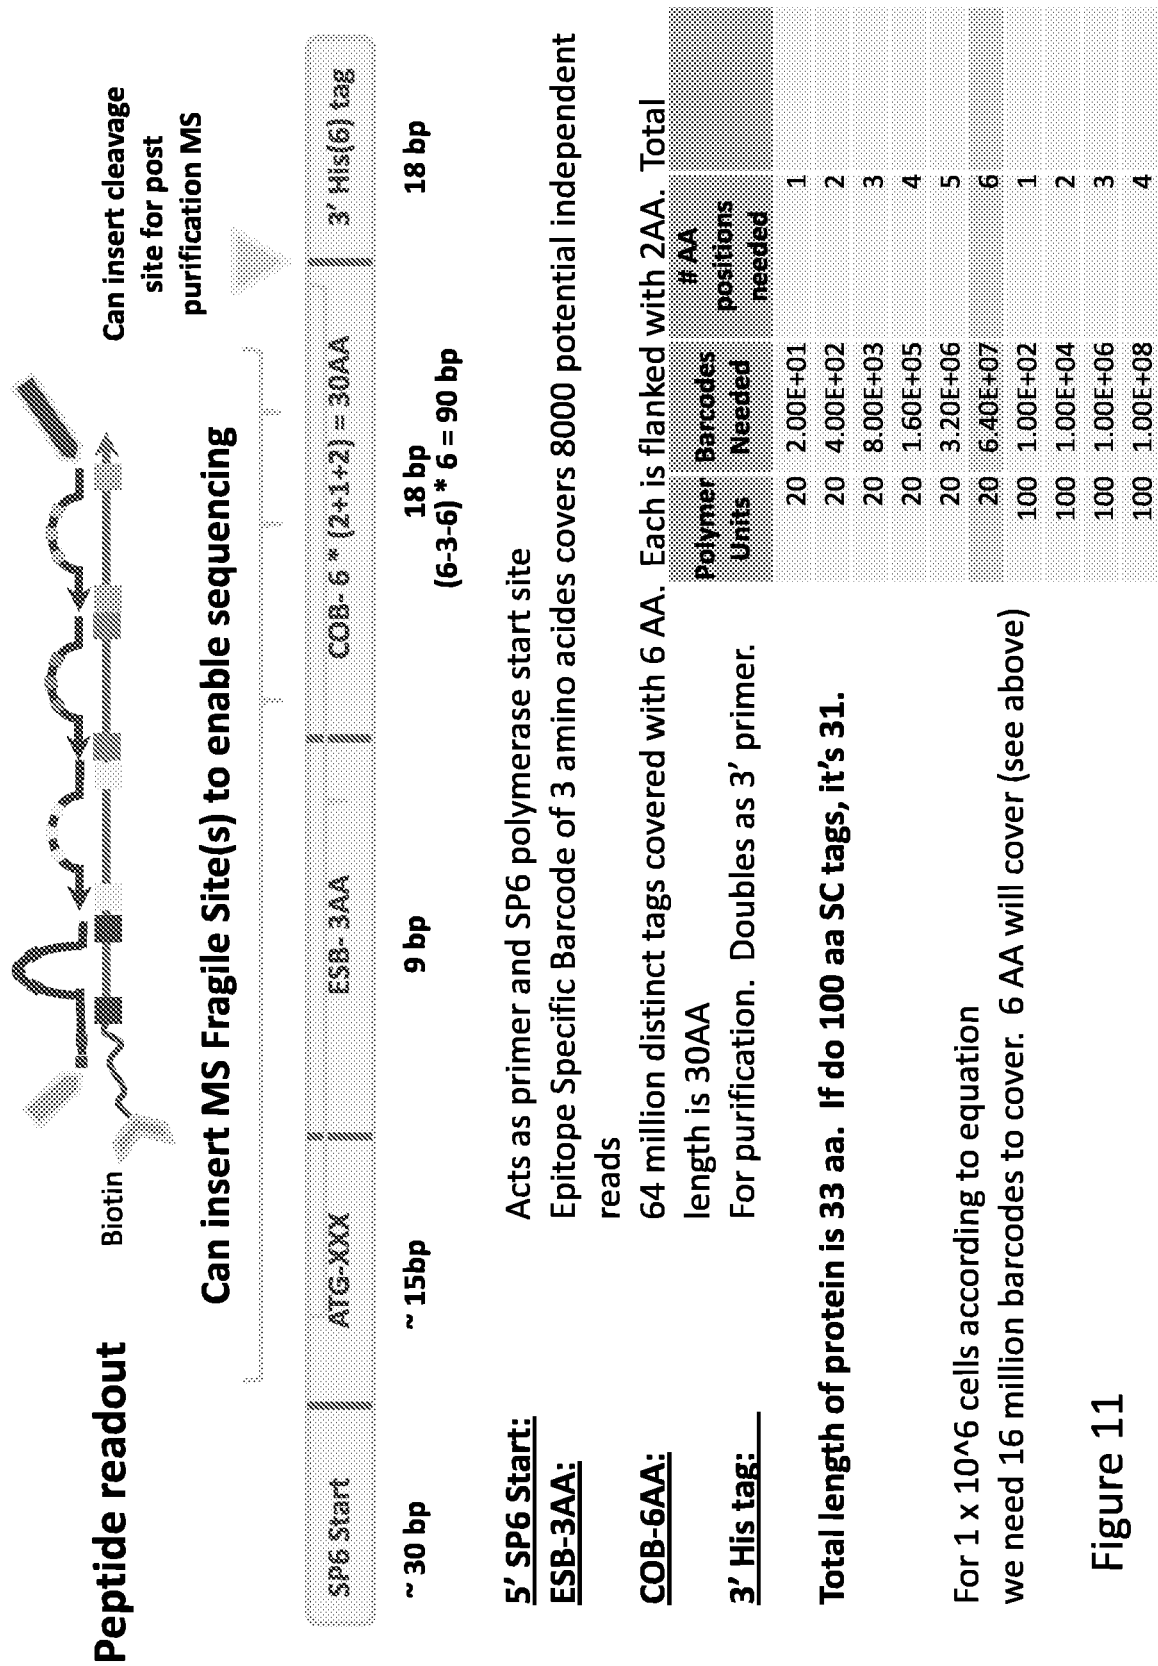 Peptide readout
Biotin
Can insert MS Fragile Site(s) to enable sequencing
Can insert cleavage
site for post
purification MS
SP6 Start
ATG-XXX
ESB- 3AA
COB- 6 * (2+1+2) = 30AA
3’ His(6) tag
~ 30 bp
~ 15bp
9 bp
18 bp
(6-3-6) * 6 = 90 bp
18 bp
5’ SP6 Start: Acts as primer and SP6 polymerase start site
ESB-3AA: Epitope Specific Barcode of 3 amino acides covers 8000 potential independent
reads
COB-6AA: 64 million distinct tags covered with 6 AA. Each is flanked with 2AA. Total
length is 30AA
3’ His tag: For purification. Doubles as 3’ primer.
Total length of protein is 33 aa. If do 100 aa SC tags, it’s 31.
For 1 x 10^6 cells according to equation
we need 16 million barcodes to cover. 6 AA will cover (see above)
Polymer Units Barcodes Needed # AA positions needed
20 2.00E+01 1
20 4.00E+02 2
20 8.00E+03 3
20 1.60E+05 4
20 3.20E+06 5
20 6.40E+07 6
100 1.00E+02 1
100 1.00E+04 2
100 1.00E+06 3
100 1.00E+08 4
Figure 11